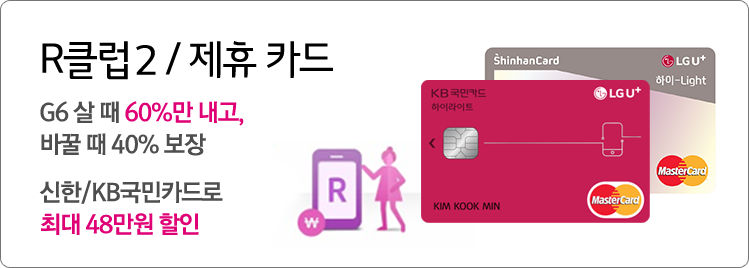 R클럽2 / 제휴 카드
G6 살 때 60%만 내고,
바꿀 때 40% 보장
신한/KB국민카드로
최대 48만원 할인
R
₩
ShinhanCard
LG U+
하이-Light
MasterCard
KB국민카드
하이라이트
LG U+
KIM KOOK MIN
MasterCard